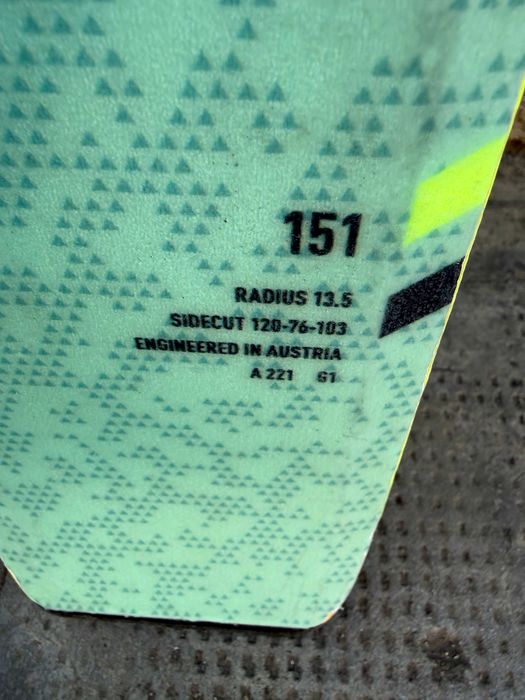 151
RADIUS 13.5
SIDECUT 120-76-103
ENGINEERED IN AUSTRIA
A 221 G1